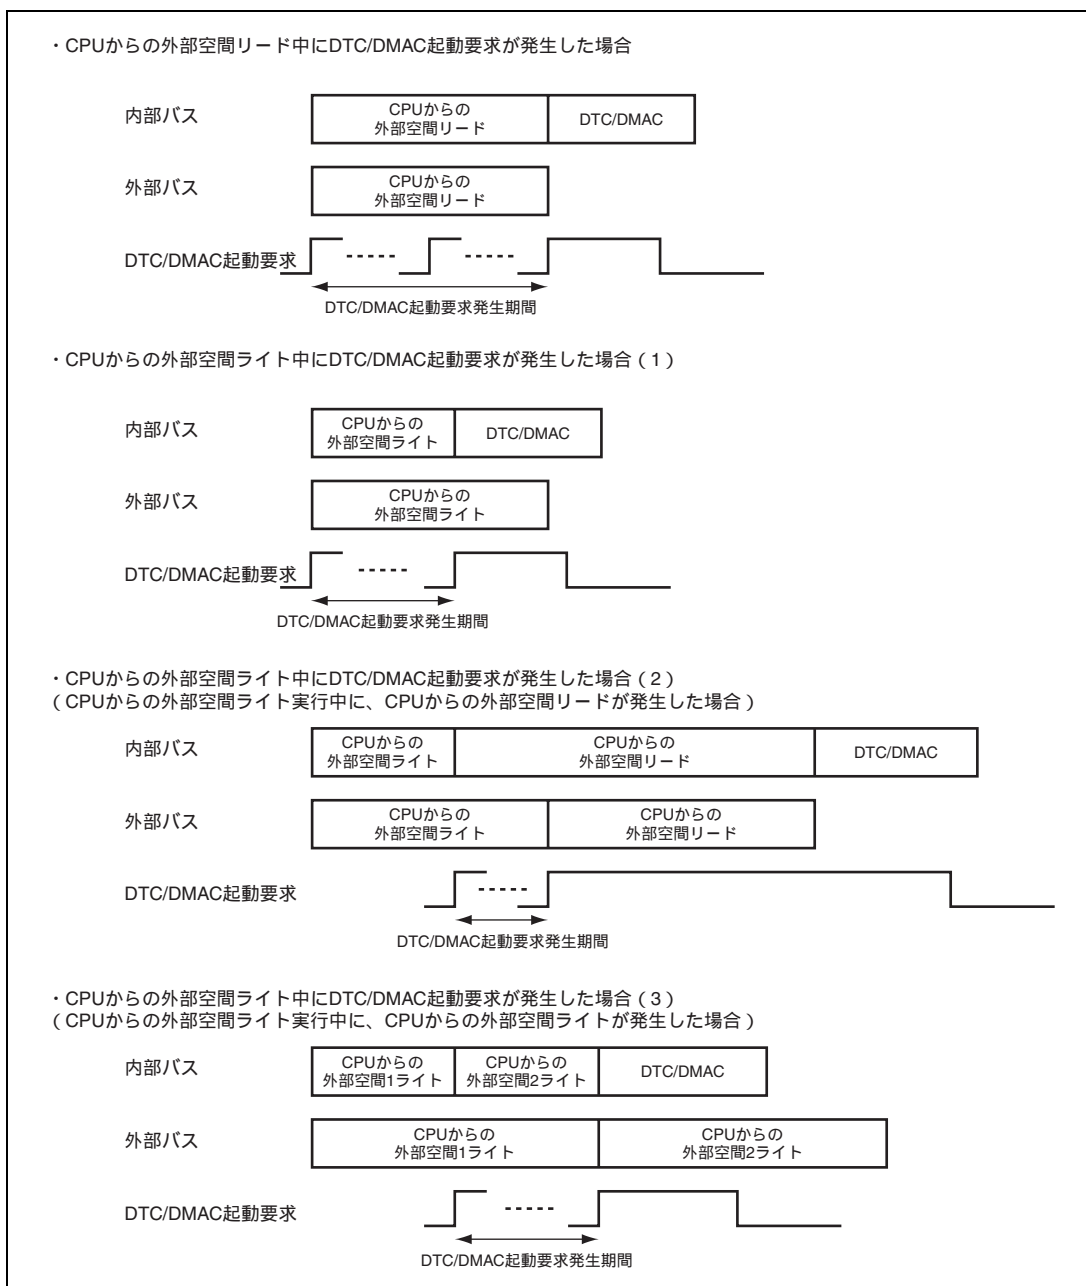 ・CPUからの外部空間リード中にDTC/DMAC起動要求が発生した場合
内部バス
CPUからの
外部空間リード
DTC/DMAC
外部バス
CPUからの
外部空間リード
DTC/DMAC起動要求
DTC/DMAC起動要求発生期間
・CPUからの外部空間ライト中にDTC/DMAC起動要求が発生した場合(1)
内部バス
CPUからの
外部空間ライト
DTC/DMAC
外部バス
CPUからの
外部空間ライト
DTC/DMAC起動要求
DTC/DMAC起動要求発生期間
・CPUからの外部空間ライト中にDTC/DMAC起動要求が発生した場合(2)
(CPUからの外部空間ライト実行中に、CPUからの外部空間リードが発生した場合)
内部バス
CPUからの
外部空間ライト
CPUからの
外部空間リード
DTC/DMAC
外部バス
CPUからの
外部空間ライト
CPUからの
外部空間リード
DTC/DMAC起動要求
DTC/DMAC起動要求発生期間
・CPUからの外部空間ライト中にDTC/DMAC起動要求が発生した場合(3)
(CPUからの外部空間ライト実行中に、CPUからの外部空間ライトが発生した場合)
内部バス
CPUからの
外部空間1ライト
CPUからの
外部空間2ライト
DTC/DMAC
外部バス
CPUからの
外部空間1ライト
CPUからの
外部空間2ライト
DTC/DMAC起動要求
DTC/DMAC起動要求発生期間